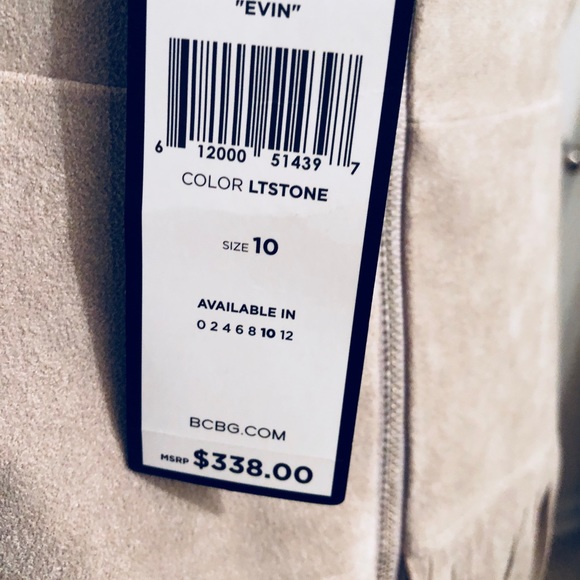 "EVIN"
6 12000 51439 7
COLOR LTSTONE
SIZE 10
AVAILABLE IN
0 2 4 6 8 10 12
BCBG.COM
MSRP $338.00